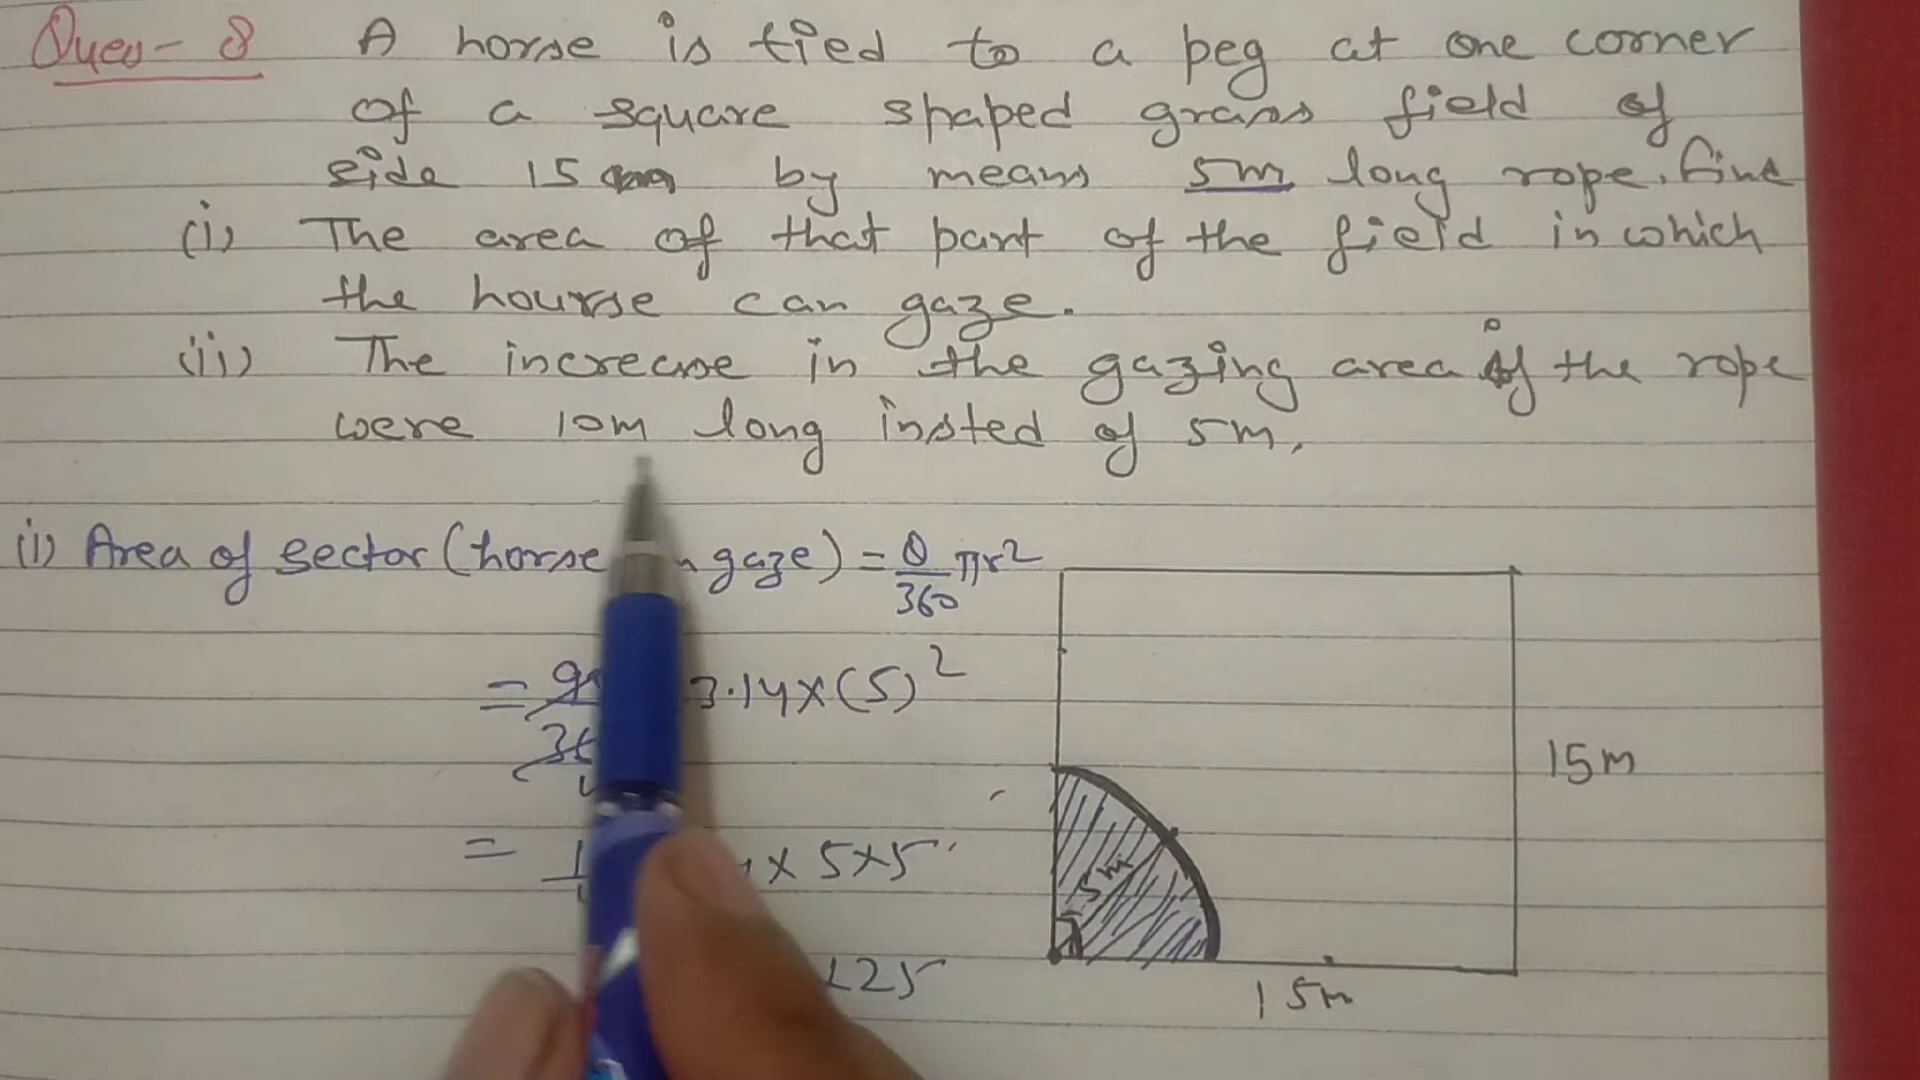 Ques- 8 A horse is tied to a peg at one corner
of a square shaped grass field of
side 15 by means 5m long rope. find
(i) The area of that part of the field in which
the hourse can gaze.
(ii) The increase in the gazing area if the rope
were 10m long insted of 5m.
(i) Area of sector (horse gaze) = θ/360 πr²
= 3.14×(5)²
= × 5×5
×25
5m
15m
15m